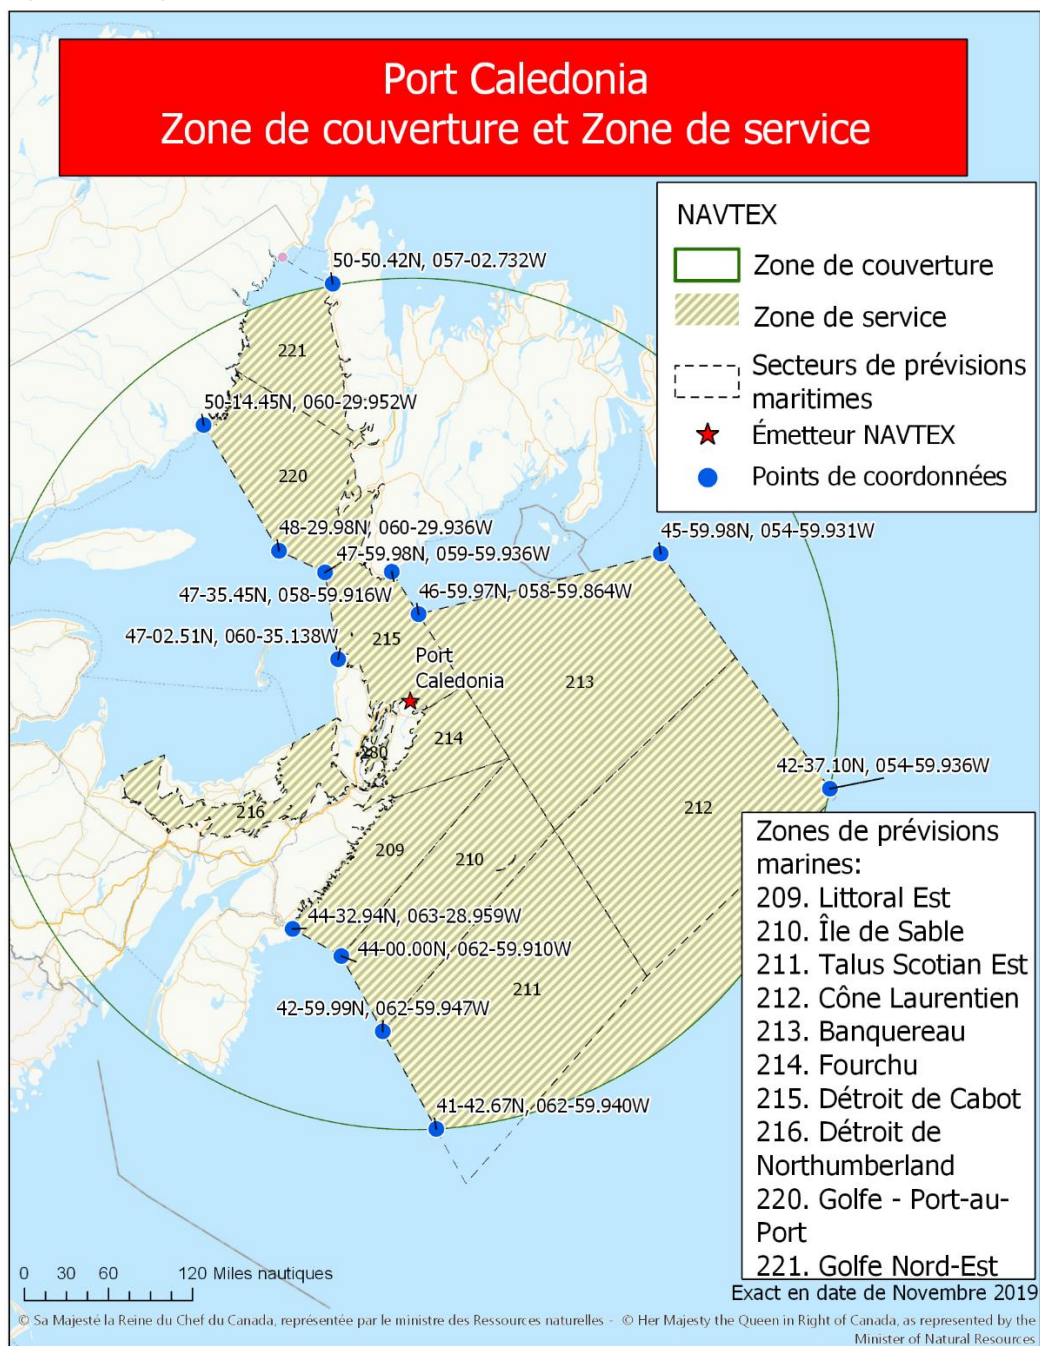 Port Caledonia
Zone de couverture et Zone de service
NAVTEX
Zone de couverture
Zone de service
Secteurs de prévisions
maritimes
Émetteur NAVTEX
Points de coordonnées
50-50.42N, 057-02.732W
221
50-14.45N, 060-29.952W
220
48-29.98N, 060-29.936W
47-59.98N, 059-59.936W
45-59.98N, 054-59.931W
47-35.45N, 058-59.916W
46-59.97N, 058-59.864W
47-02.51N, 060-35.138W
215
Port
Caledonia
213
214
280
42-37.10N, 054-59.936W
212
216
209
210
44-32.94N, 063-28.959W
44-00.00N, 062-59.910W
211
42-59.99N, 062-59.947W
41-42.67N, 062-59.940W
Zones de prévisions
marines:
209. Littoral Est
210. Île de Sable
211. Talus Scotian Est
212. Cône Laurentien
213. Banquereau
214. Fourchu
215. Détroit de Cabot
216. Détroit de
Northumberland
220. Golfe - Port-au-
Port
221. Golfe Nord-Est
0 30 60 120 Miles nautiques
Exact en date de Novembre 2019
© Sa Majesté la Reine du Chef du Canada, représentée par le ministre des Ressources naturelles - © Her Majesty the Queen in Right of Canada, as represented by the
Minister of Natural Resources